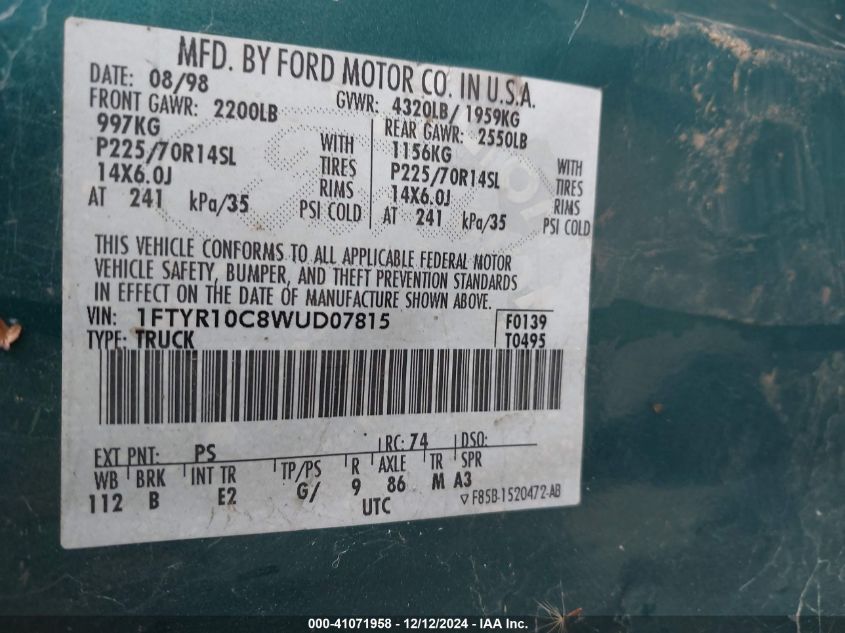 MFD. BY FORD MOTOR CO. IN U.S.A.
DATE: 08/98 GVWR: 4320LB/ 1959KG
FRONT GAWR: 2200LB REAR GAWR: 2550LB
997KG WITH 1156KG WITH
P225/70R14SL TIRES P225/70R14SL TIRES
14X6.0J RIMS 14X6.0J RIMS
AT 241 kPa/35 PSI COLD AT 241 kPa/35 PSI COLD
THIS VEHICLE CONFORMS TO ALL APPLICABLE FEDERAL MOTOR
VEHICLE SAFETY, BUMPER, AND THEFT PREVENTION STANDARDS
IN EFFECT ON THE DATE OF MANUFACTURE SHOWN ABOVE.
VIN: 1FTYR10C8WUD07815 F0139
TYPE: TRUCK T0495
EXT PNT: PS RC: 74 DSO:
WB BRK INT TR TP/PS R AXLE TR SPR
112 B E2 G/ 9 86 M A3
UTC ▽ F85B-1520472-AB
000-41071958 - 12/12/2024 - IAA Inc.